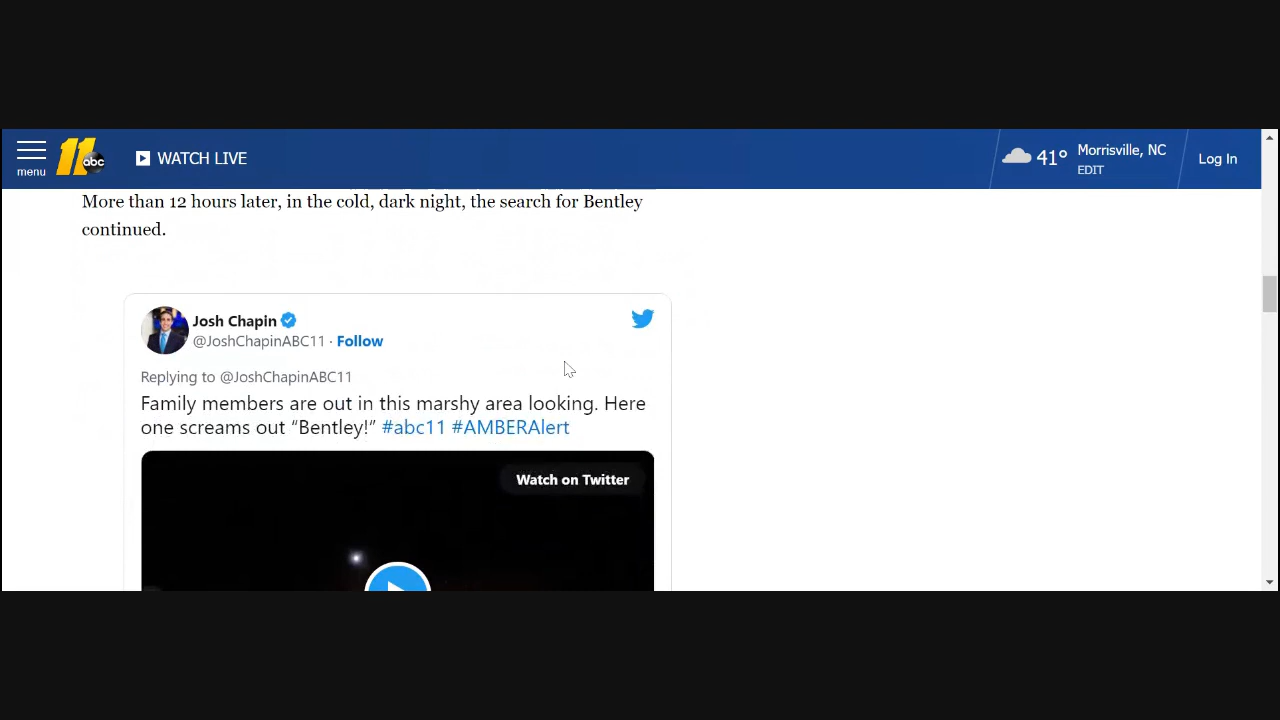 menu
11 abc
WATCH LIVE
41°
Morrisville, NC
EDIT
Log In
More than 12 hours later, in the cold, dark night, the search for Bentley
continued.
Josh Chapin
@JoshChapinABC11 · Follow
Replying to @JoshChapinABC11
Family members are out in this marshy area looking. Here
one screams out “Bentley!” #abc11 #AMBERAlert
Watch on Twitter